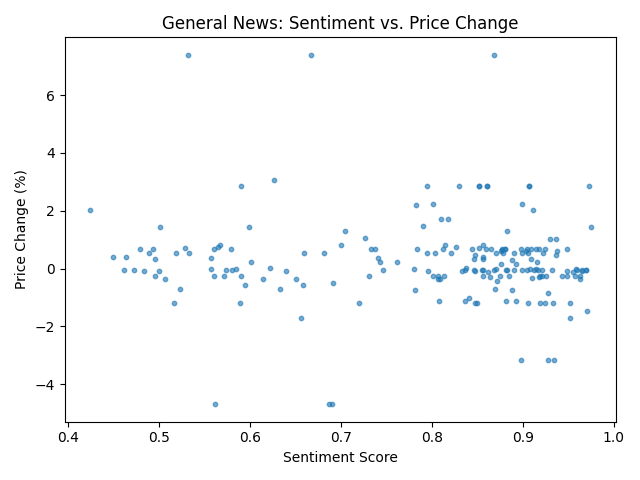 General News: Sentiment vs. Price Change
Price Change (%)
6
4
2
0
−2
−4
0.4 0.5 0.6 0.7 0.8 0.9 1.0
Sentiment Score